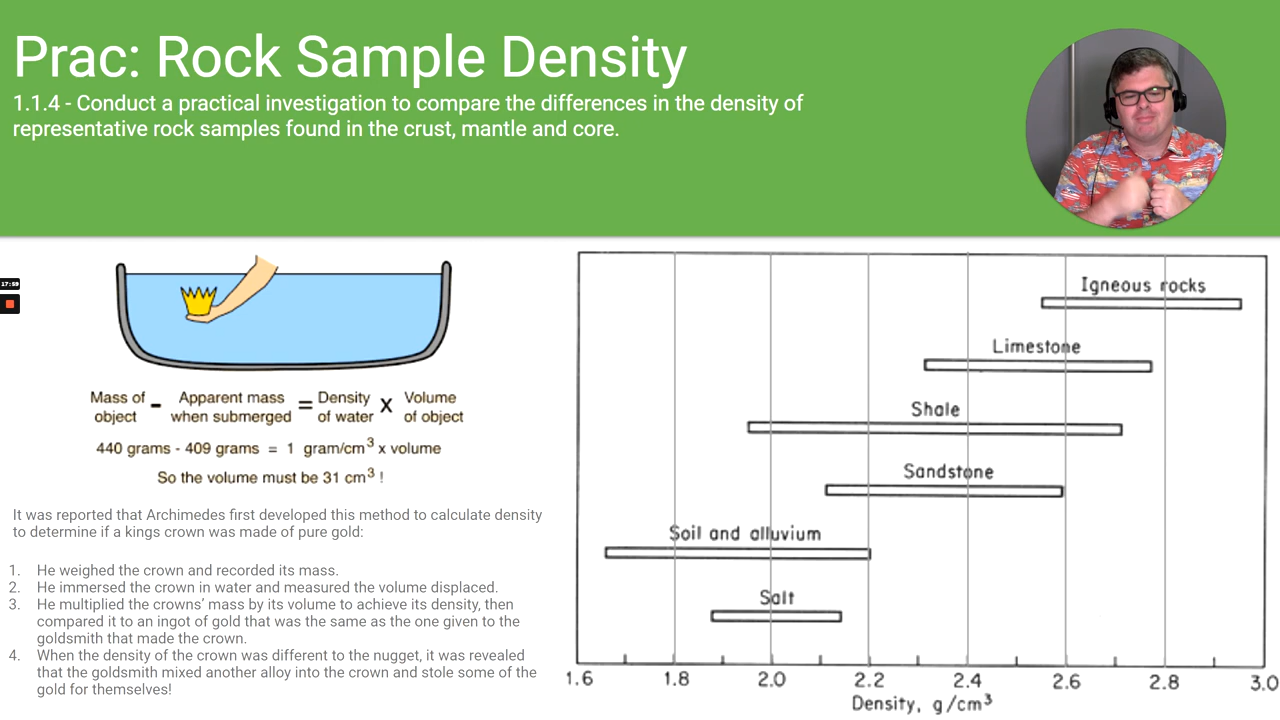 Prac: Rock Sample Density
1.1.4 - Conduct a practical investigation to compare the differences in the density of
representative rock samples found in the crust, mantle and core.
17:59
Mass of object - Apparent mass when submerged = Density of water X Volume of object
440 grams - 409 grams = 1 gram/cm³ x volume
So the volume must be 31 cm³ !
It was reported that Archimedes first developed this method to calculate density
to determine if a kings crown was made of pure gold:
1. He weighed the crown and recorded its mass.
2. He immersed the crown in water and measured the volume displaced.
3. He multiplied the crowns’ mass by its volume to achieve its density, then
compared it to an ingot of gold that was the same as the one given to the
goldsmith that made the crown.
4. When the density of the crown was different to the nugget, it was revealed
that the goldsmith mixed another alloy into the crown and stole some of the
gold for themselves!
Igneous rocks
Limestone
Shale
Sandstone
Soil and alluvium
Salt
1.6 1.8 2.0 2.2 2.4 2.6 2.8 3.0
Density, g/cm³